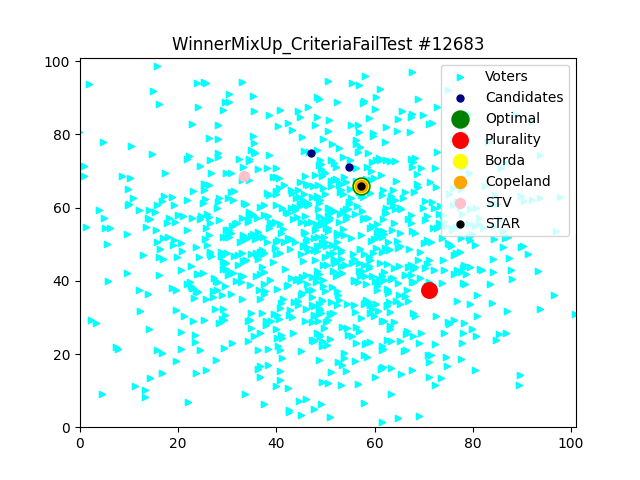 WinnerMixUp_CriteriaFailTest #12683
100
80
60
40
20
0
0
20
40
60
80
100
Voters
Candidates
Optimal
Plurality
Borda
Copeland
STV
STAR